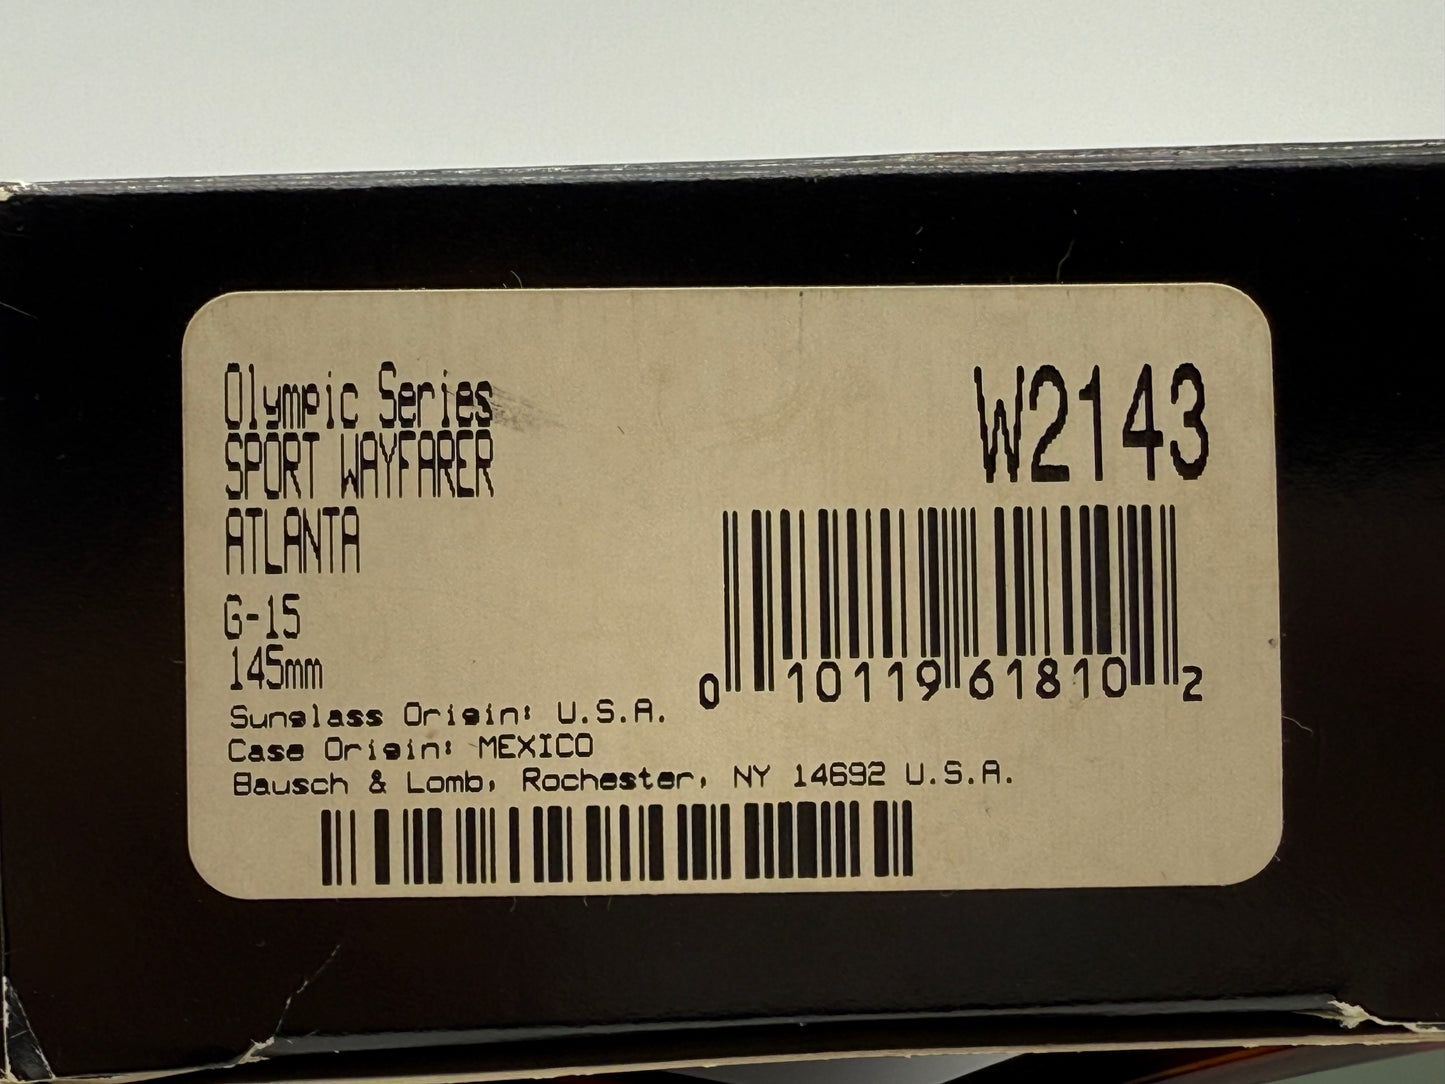 Olympic Series
SPORT WAYFARER
ATLANTA
G-15
145mm
Sunglass Origin: U.S.A.
Case Origin: MEXICO
Bausch & Lomb, Rochester, NY 14692 U.S.A.
W2143
0 10119 61810 2